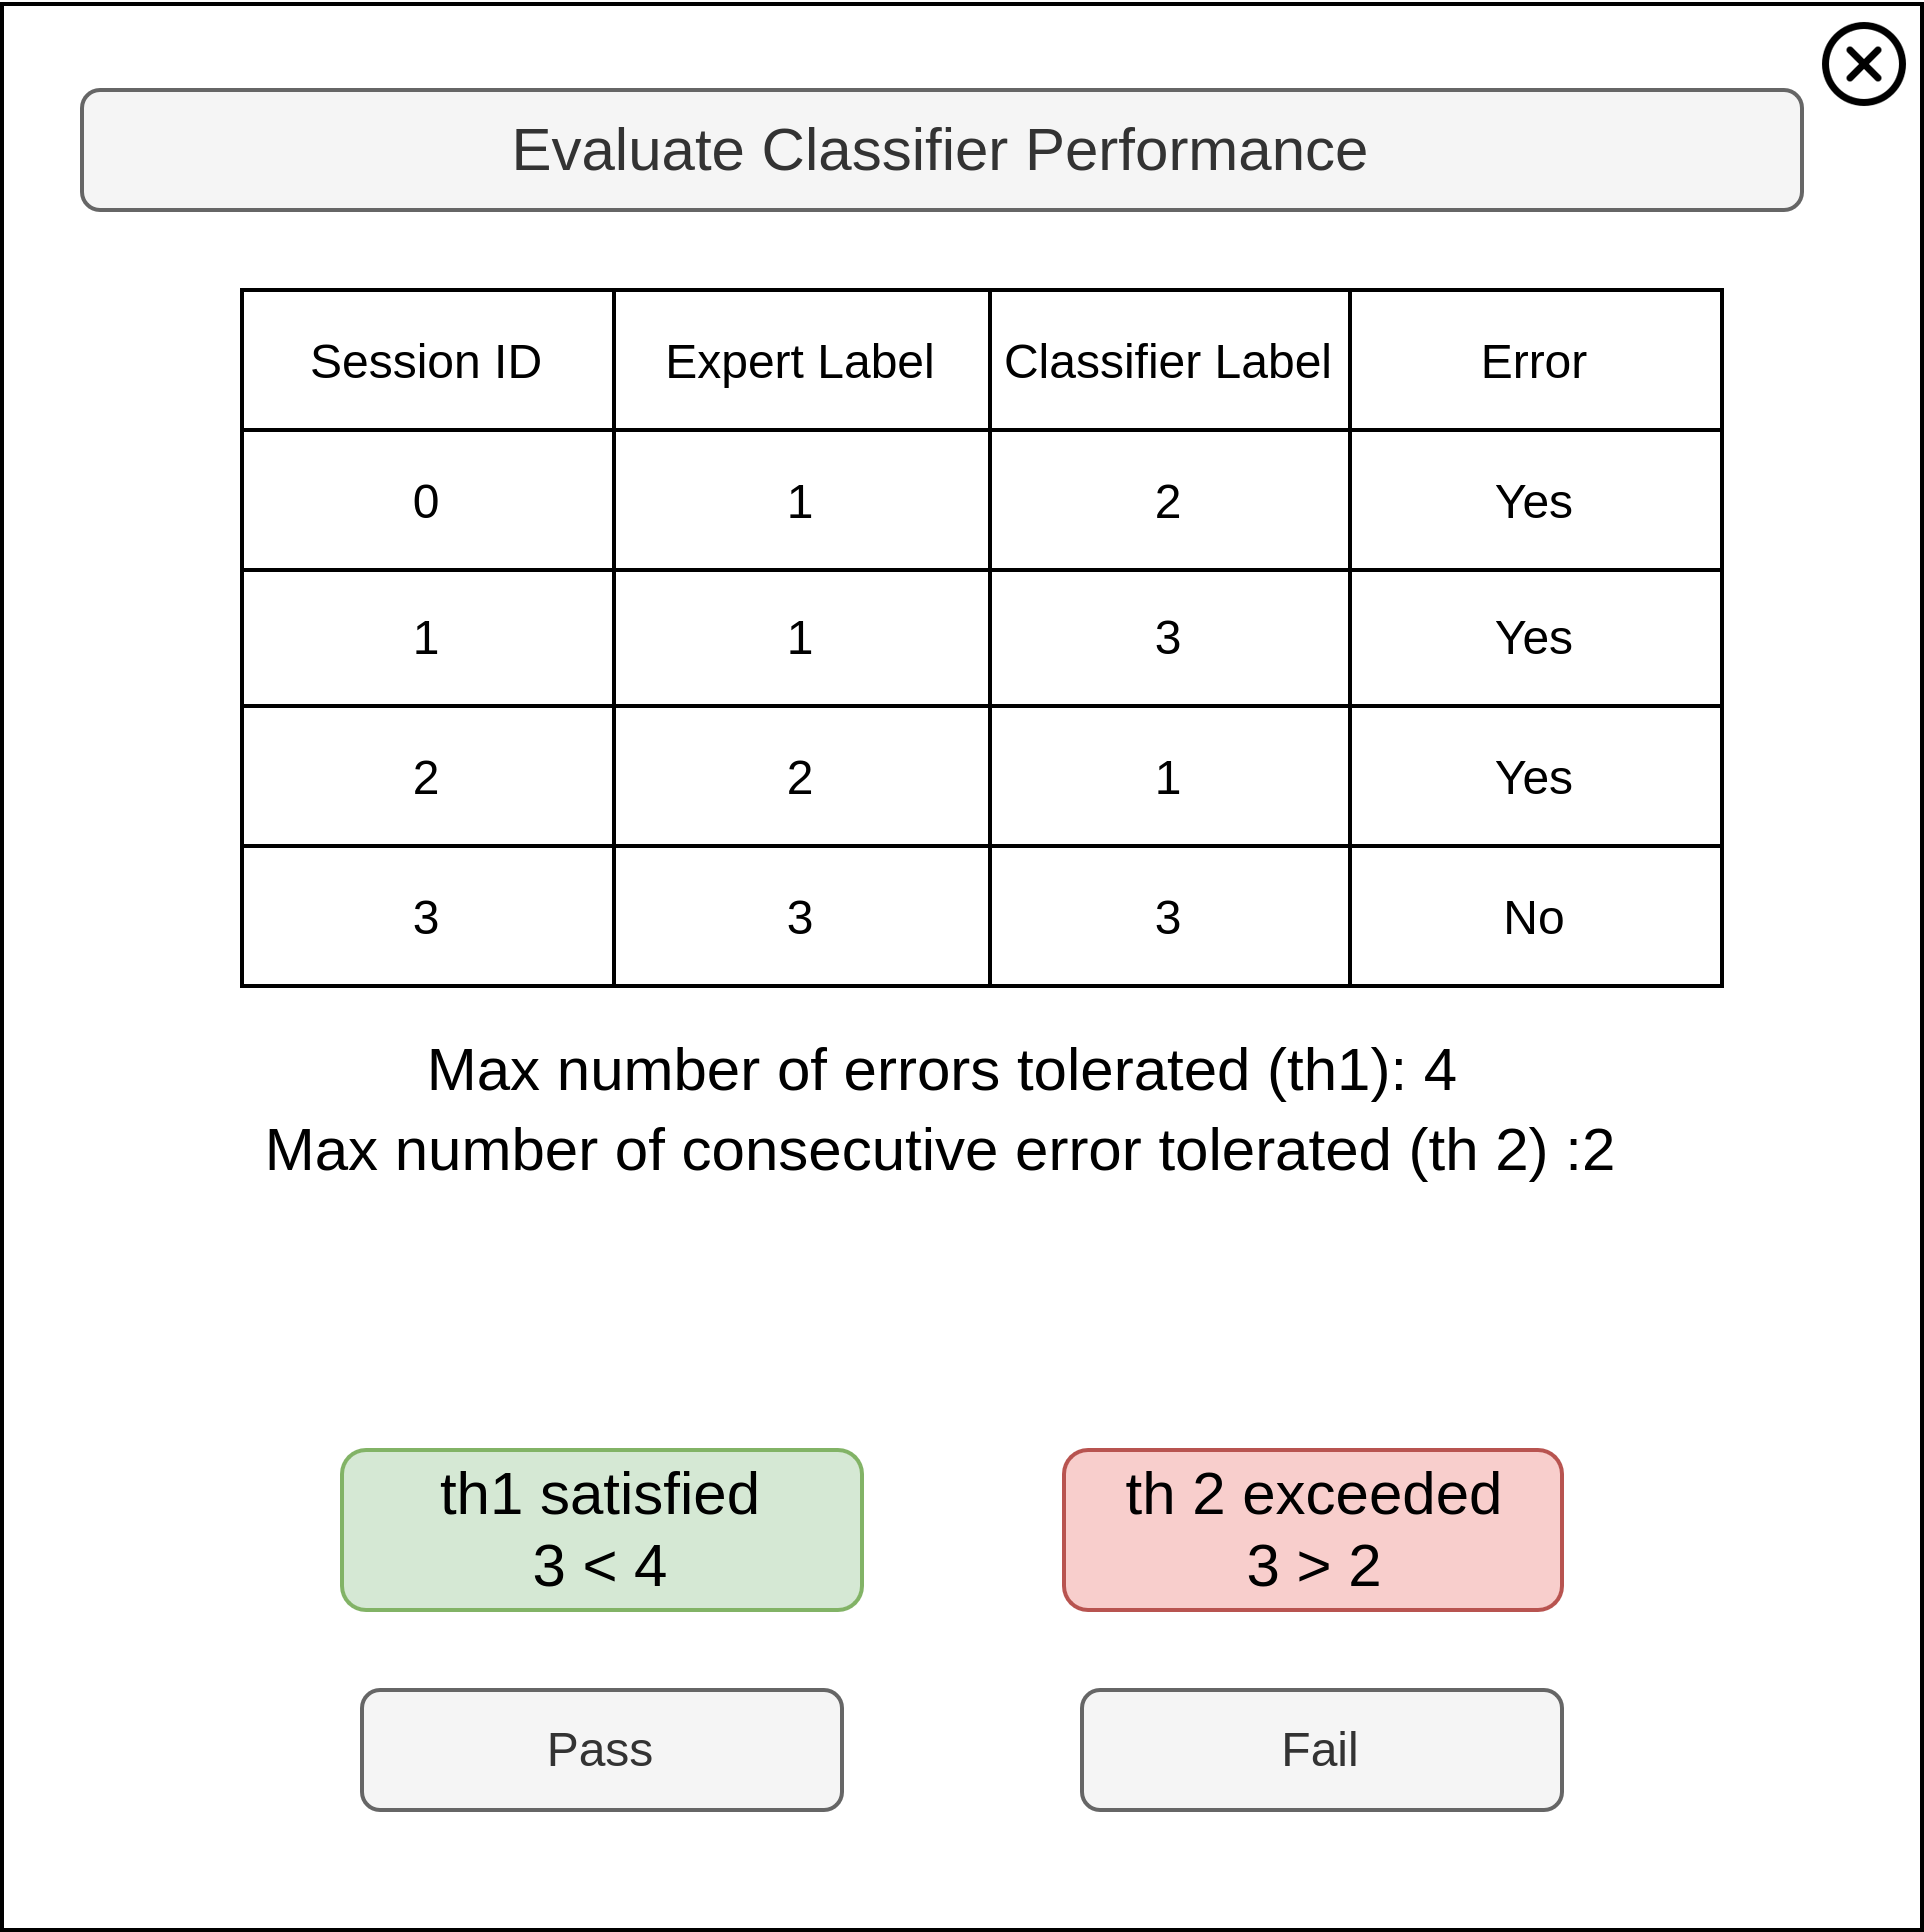 Evaluate Classifier Performance
Session ID Expert Label Classifier Label Error
0 1 2 Yes
1 1 3 Yes
2 2 1 Yes
3 3 3 No
Max number of errors tolerated (th1): 4
Max number of consecutive error tolerated (th 2) :2
th1 satisfied
3 < 4
th 2 exceeded
3 > 2
Pass
Fail